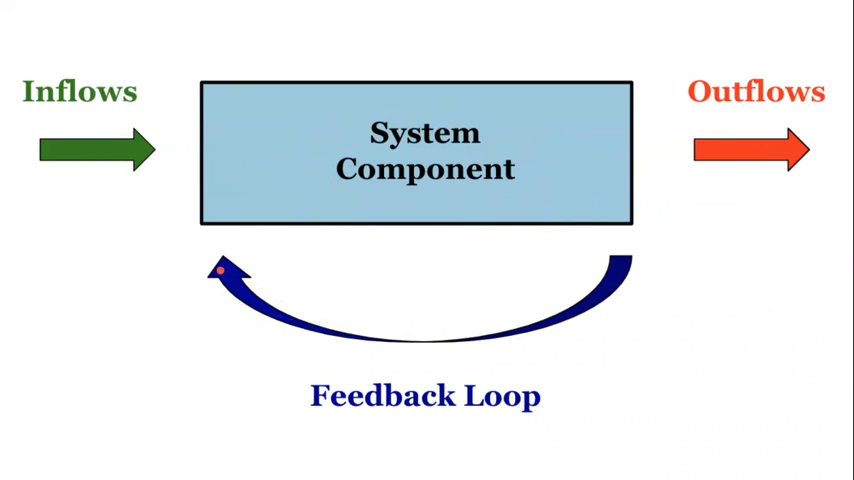 Inflows
Outflows
System
Component
Feedback Loop